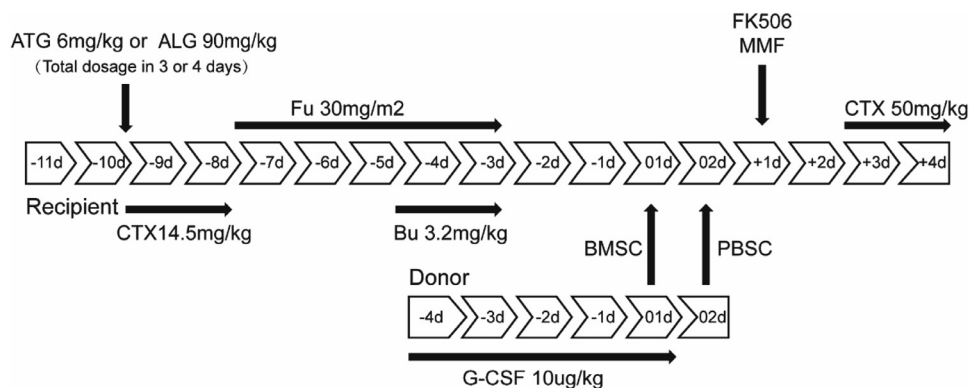 ATG 6mg/kg or ALG 90mg/kg
(Total dosage in 3 or 4 days)
FK506
MMF
Fu 30mg/m2
CTX 50mg/kg
-11d -10d -9d -8d -7d -6d -5d -4d -3d -2d -1d 01d 02d +1d +2d +3d +4d
Recipient
CTX14.5mg/kg
Bu 3.2mg/kg
BMSC
PBSC
Donor
-4d -3d -2d -1d 01d 02d
G-CSF 10ug/kg